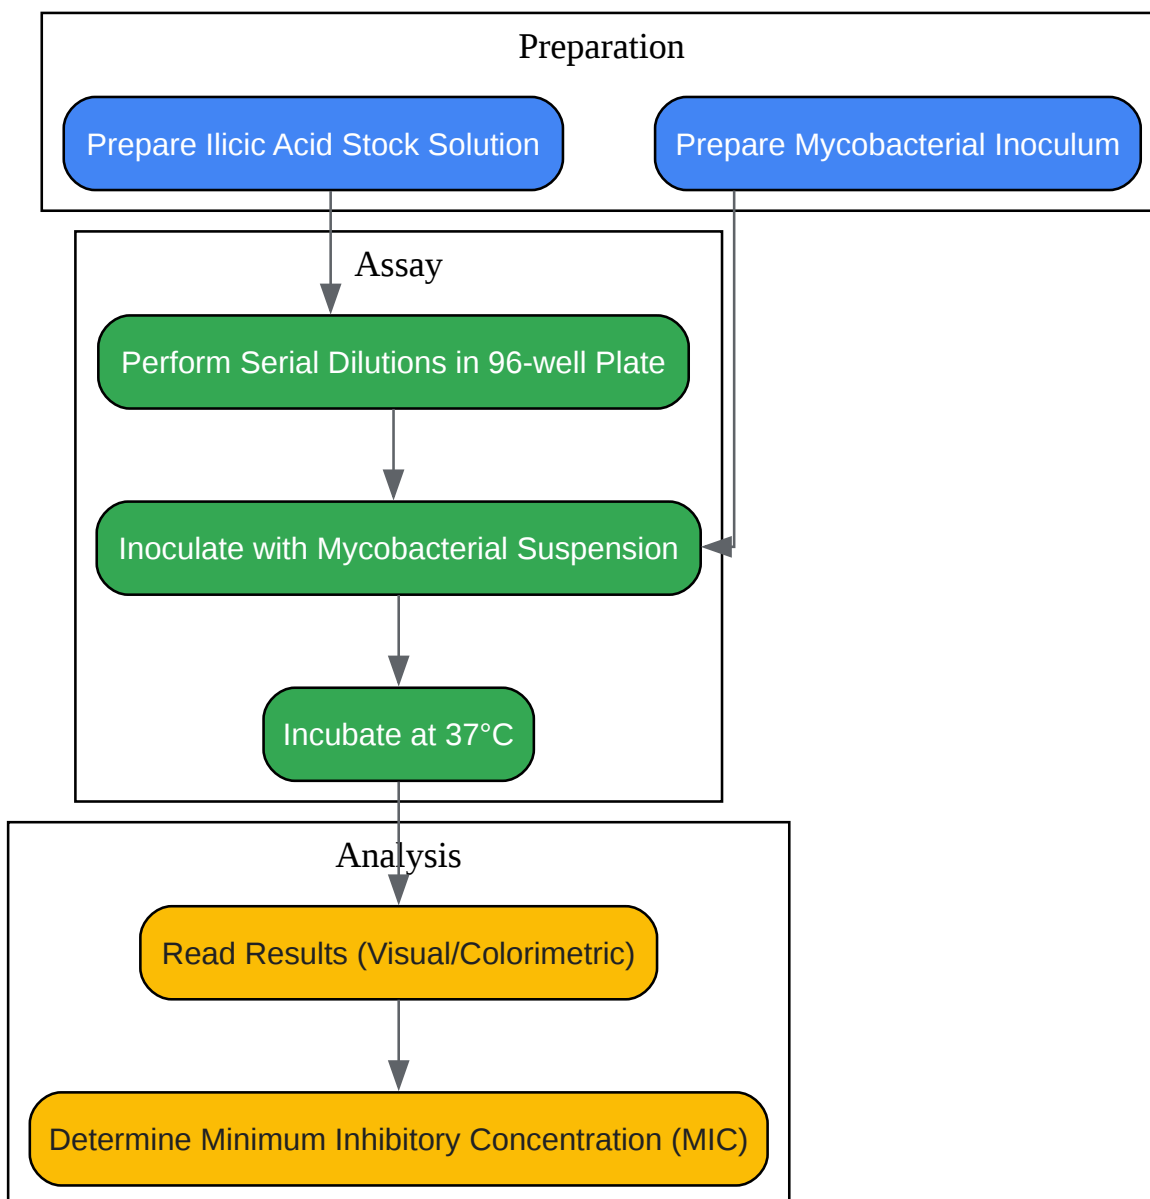 Preparation
Prepare Ilicic Acid Stock Solution
Prepare Mycobacterial Inoculum
Assay
Perform Serial Dilutions in 96-well Plate
Inoculate with Mycobacterial Suspension
Incubate at 37°C
Analysis
Read Results (Visual/Colorimetric)
Determine Minimum Inhibitory Concentration (MIC)